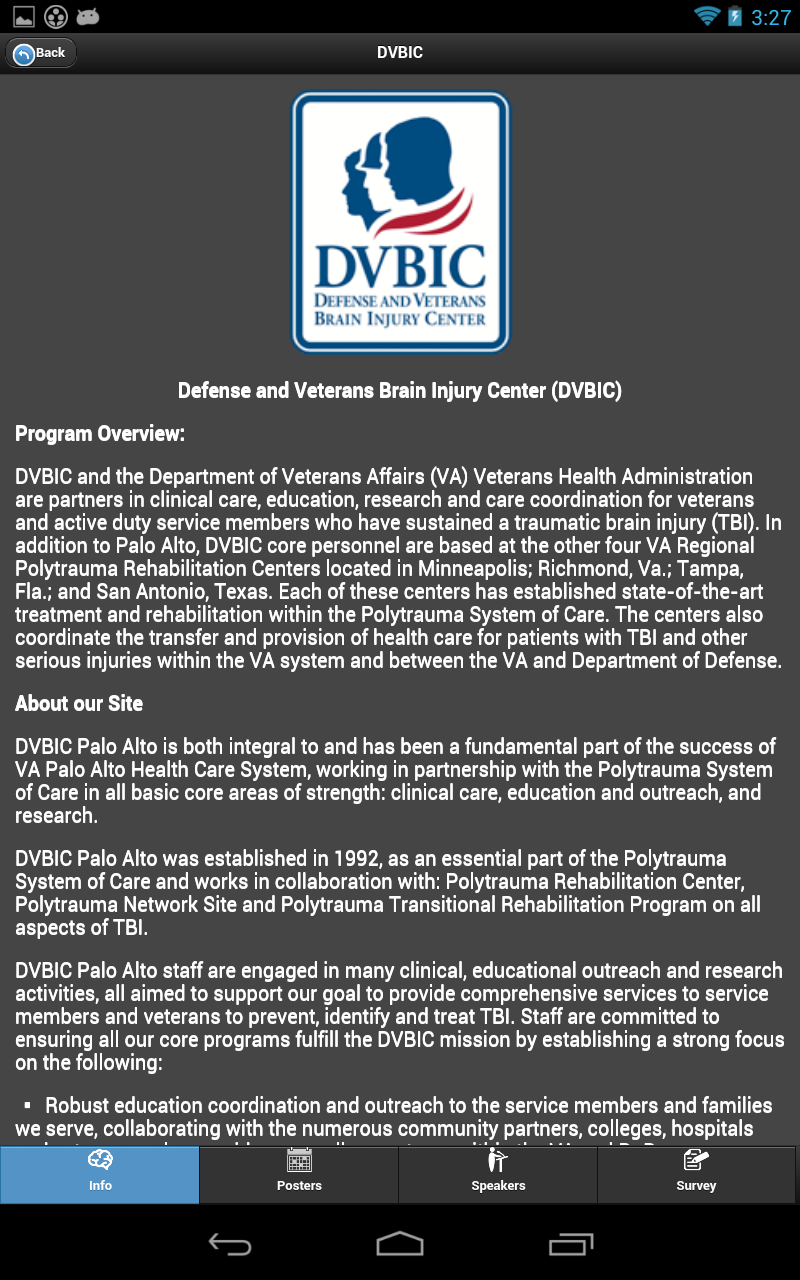 3:27
Back
DVBIC
DVBIC
DEFENSE AND VETERANS
BRAIN INJURY CENTER
Defense and Veterans Brain Injury Center (DVBIC)
Program Overview:
DVBIC and the Department of Veterans Affairs (VA) Veterans Health Administration
are partners in clinical care, education, research and care coordination for veterans
and active duty service members who have sustained a traumatic brain injury (TBI). In
addition to Palo Alto, DVBIC core personnel are based at the other four VA Regional
Polytrauma Rehabilitation Centers located in Minneapolis; Richmond, Va.; Tampa,
Fla.; and San Antonio, Texas. Each of these centers has established state-of-the-art
treatment and rehabilitation within the Polytrauma System of Care. The centers also
coordinate the transfer and provision of health care for patients with TBI and other
serious injuries within the VA system and between the VA and Department of Defense.
About our Site
DVBIC Palo Alto is both integral to and has been a fundamental part of the success of
VA Palo Alto Health Care System, working in partnership with the Polytrauma System
of Care in all basic core areas of strength: clinical care, education and outreach, and
research.
DVBIC Palo Alto was established in 1992, as an essential part of the Polytrauma
System of Care and works in collaboration with: Polytrauma Rehabilitation Center,
Polytrauma Network Site and Polytrauma Transitional Rehabilitation Program on all
aspects of TBI.
DVBIC Palo Alto staff are engaged in many clinical, educational outreach and research
activities, all aimed to support our goal to provide comprehensive services to service
members and veterans to prevent, identify and treat TBI. Staff are committed to
ensuring all our core programs fulfill the DVBIC mission by establishing a strong focus
on the following:
▪ Robust education coordination and outreach to the service members and families
we serve, collaborating with the numerous community partners, colleges, hospitals
Info
Posters
Speakers
Survey